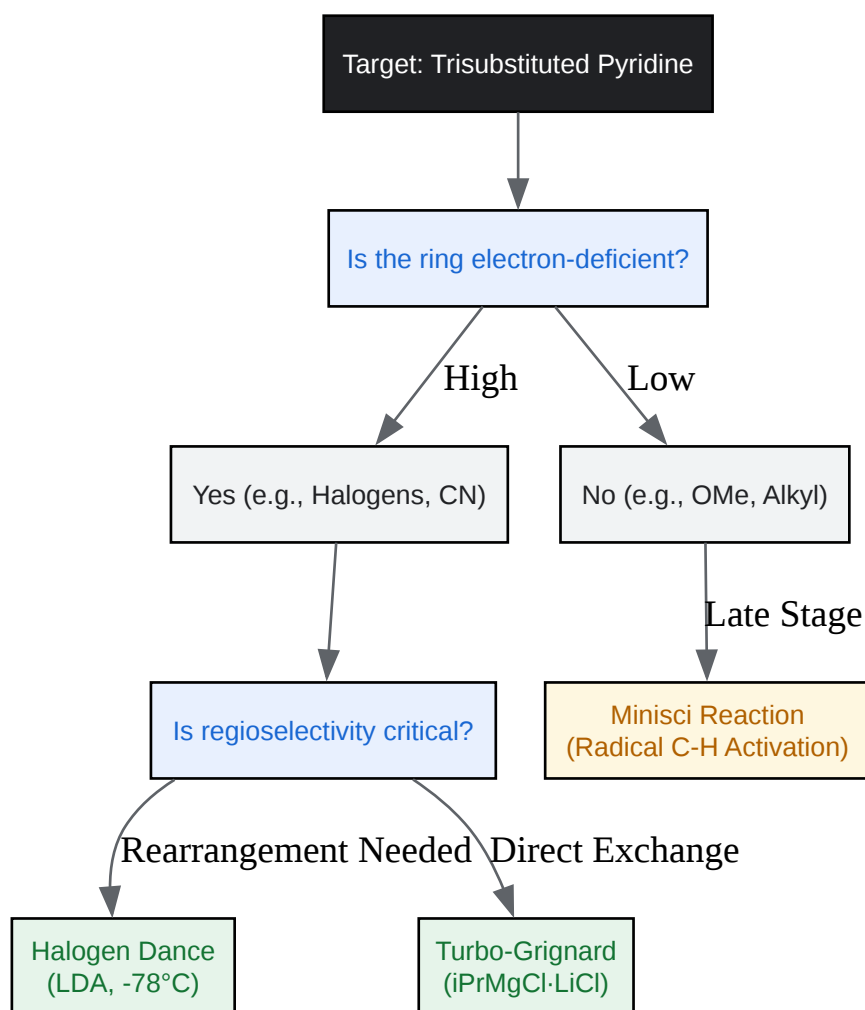 Target: Trisubstituted Pyridine
Is the ring electron-deficient?
High
Low
Yes (e.g., Halogens, CN)
No (e.g., OMe, Alkyl)
Late Stage
Is regioselectivity critical?
Minisci Reaction
(Radical C-H Activation)
Rearrangement Needed
Direct Exchange
Halogen Dance
(LDA, -78°C)
Turbo-Grignard
(iPrMgCl·LiCl)